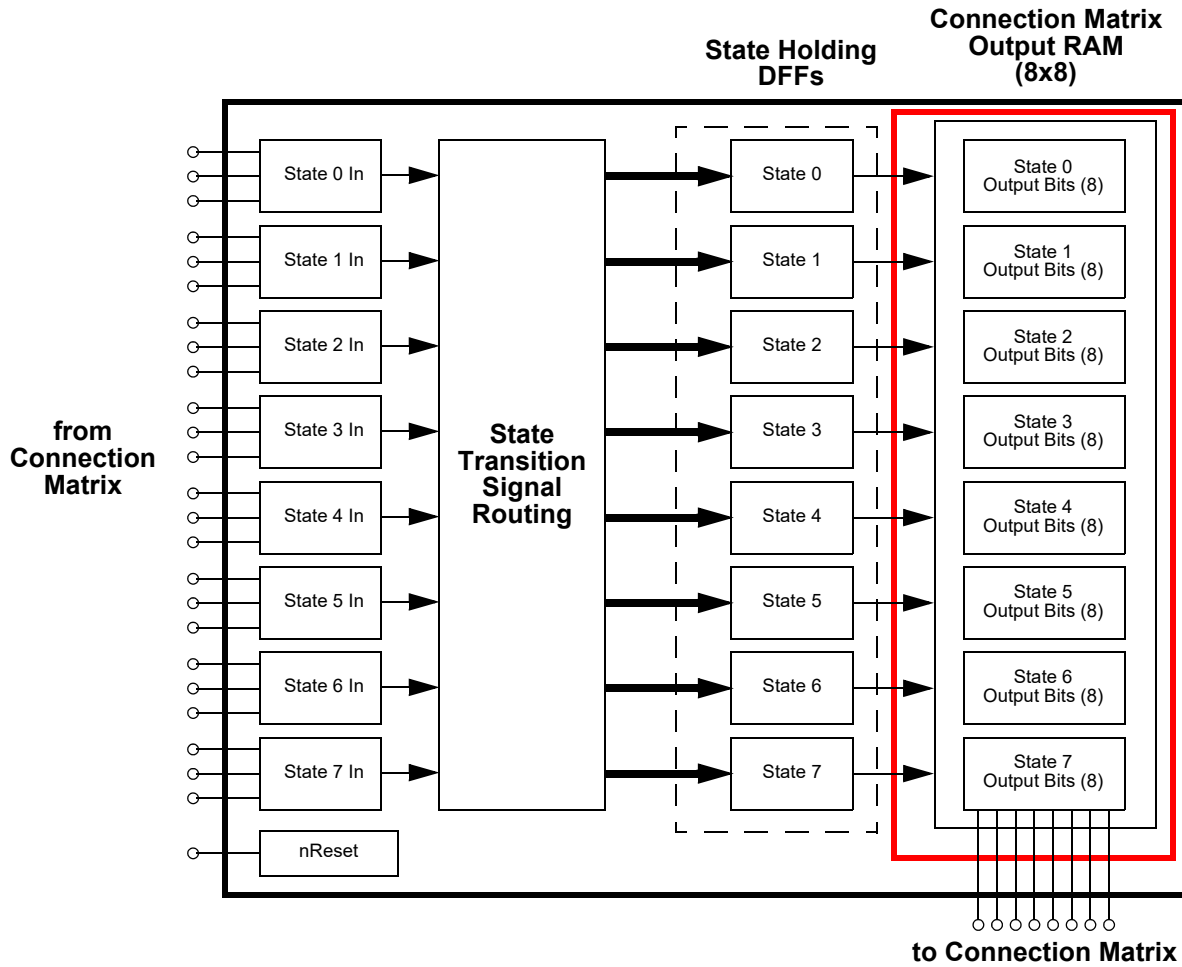 Connection Matrix
Output RAM
(8x8)
State Holding
DFFs
State 0 In
State 0
State 0
Output Bits (8)
State 1 In
State 1
State 1
Output Bits (8)
State 2 In
State 2
State 2
Output Bits (8)
from
Connection
Matrix
State 3 In
State
Transition
Signal
Routing
State 3
State 3
Output Bits (8)
State 4 In
State 4
State 4
Output Bits (8)
State 5 In
State 5
State 5
Output Bits (8)
State 6 In
State 6
State 6
Output Bits (8)
State 7 In
State 7
State 7
Output Bits (8)
nReset
to Connection Matrix